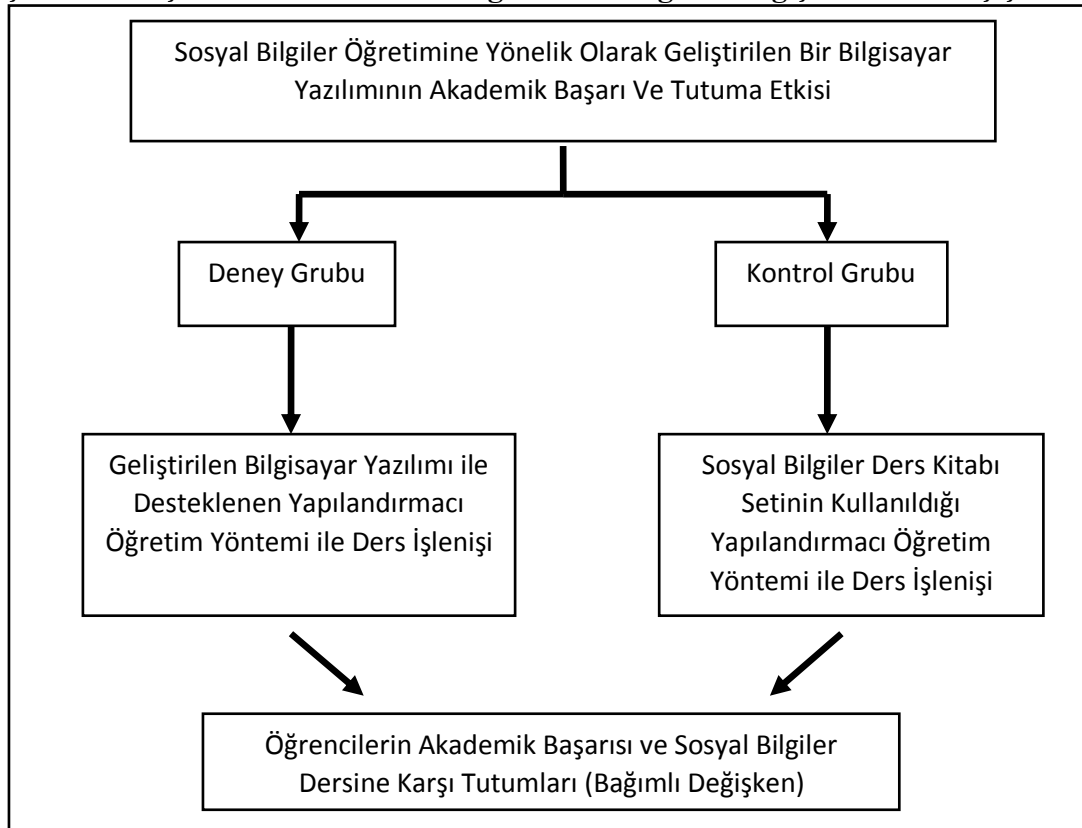 Sosyal Bilgiler Öğretimine Yönelik Olarak Geliştirilen Bir Bilgisayar
Yazılımının Akademik Başarı Ve Tutuma Etkisi
Deney Grubu
Kontrol Grubu
Geliştirilen Bilgisayar Yazılımı ile
Desteklenen Yapılandırmacı
Öğretim Yöntemi ile Ders İşlenişi
Sosyal Bilgiler Ders Kitabı
Setinin Kullanıldığı
Yapılandırmacı Öğretim
Yöntemi ile Ders İşlenişi
Öğrencilerin Akademik Başarısı ve Sosyal Bilgiler
Dersine Karşı Tutumları (Bağımlı Değişken)